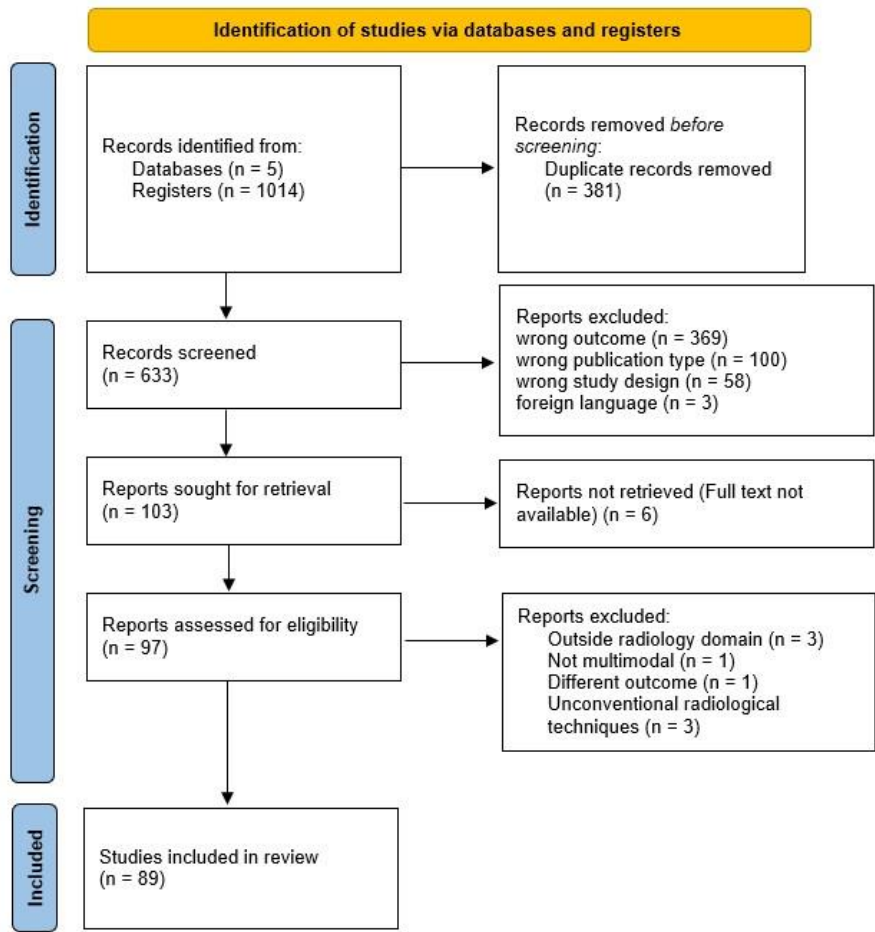 Identification of studies via databases and registers
Identification
Records identified from:
Databases (n = 5)
Registers (n = 1014)
Records removed before
screening:
Duplicate records removed
(n = 381)
Screening
Records screened
(n = 633)
Reports excluded:
wrong outcome (n = 369)
wrong publication type (n = 100)
wrong study design (n = 58)
foreign language (n = 3)
Reports sought for retrieval
(n = 103)
Reports not retrieved (Full text not
available) (n = 6)
Reports assessed for eligibility
(n = 97)
Reports excluded:
Outside radiology domain (n = 3)
Not multimodal (n = 1)
Different outcome (n = 1)
Unconventional radiological
techniques (n = 3)
Included
Studies included in review
(n = 89)